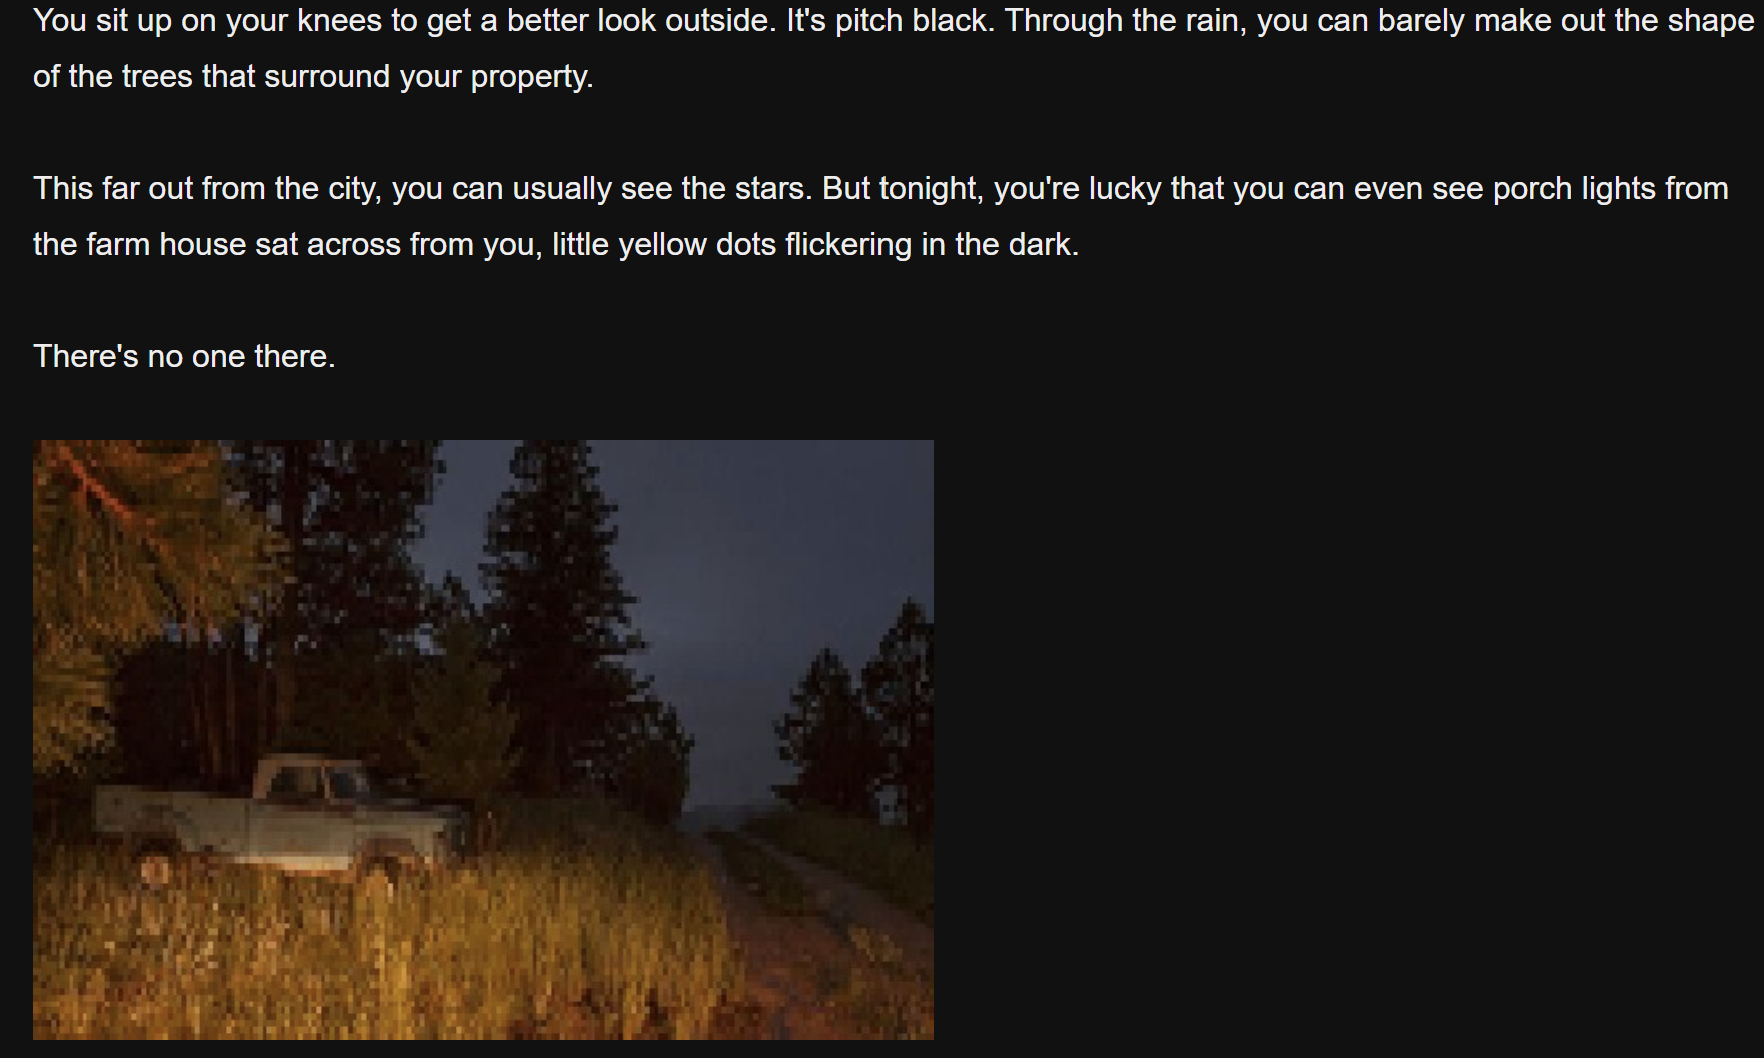 You sit up on your knees to get a better look outside. It's pitch black. Through the rain, you can barely make out the shape
of the trees that surround your property.
This far out from the city, you can usually see the stars. But tonight, you're lucky that you can even see porch lights from
the farm house sat across from you, little yellow dots flickering in the dark.
There's no one there.